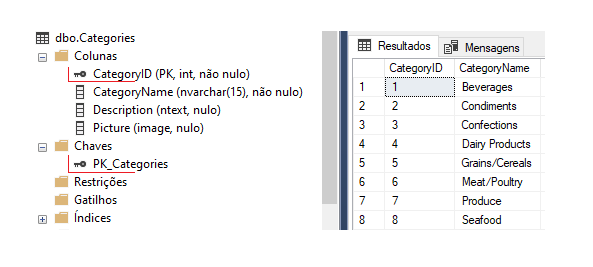 dbo.Categories
Colunas
CategoryID (PK, int, não nulo)
CategoryName (nvarchar(15), não nulo)
Description (ntext, nulo)
Picture (image, nulo)
Chaves
PK_Categories
Restrições
Gatilhos
Índices
Resultados Mensagens
CategoryID CategoryName
1 1 Beverages
2 2 Condiments
3 3 Confections
4 4 Dairy Products
5 5 Grains/Cereals
6 6 Meat/Poultry
7 7 Produce
8 8 Seafood